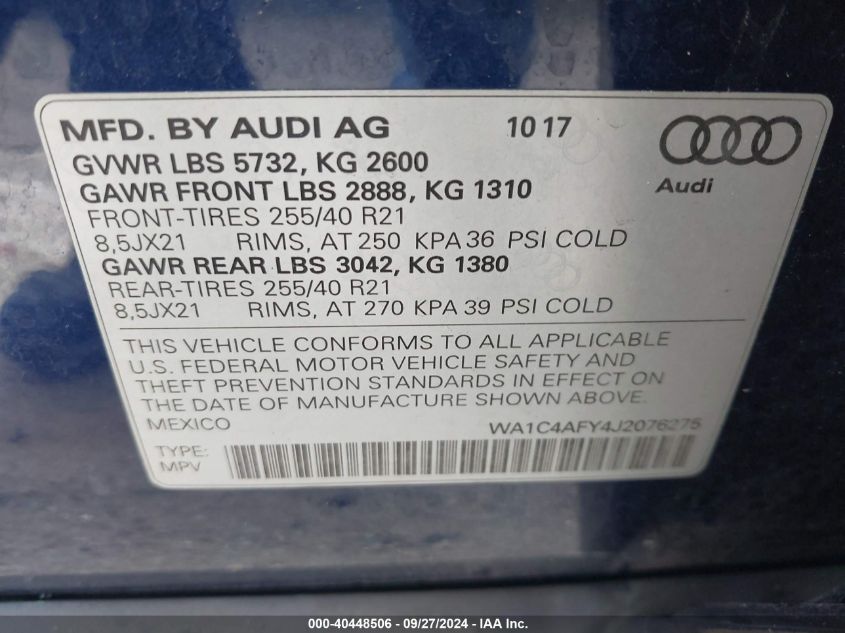 MFD. BY AUDI AG 10 17
GVWR LBS 5732, KG 2600
GAWR FRONT LBS 2888, KG 1310
Audi
FRONT-TIRES 255/40 R21
8,5JX21 RIMS, AT 250 KPA 36 PSI COLD
GAWR REAR LBS 3042, KG 1380
REAR-TIRES 255/40 R21
8,5JX21 RIMS, AT 270 KPA 39 PSI COLD
THIS VEHICLE CONFORMS TO ALL APPLICABLE
U.S. FEDERAL MOTOR VEHICLE SAFETY AND
THEFT PREVENTION STANDARDS IN EFFECT ON
THE DATE OF MANUFACTURE SHOWN ABOVE.
MEXICO WA1C4AFY4J2076275
TYPE:
MPV
000-40448506 - 09/27/2024 - IAA Inc.